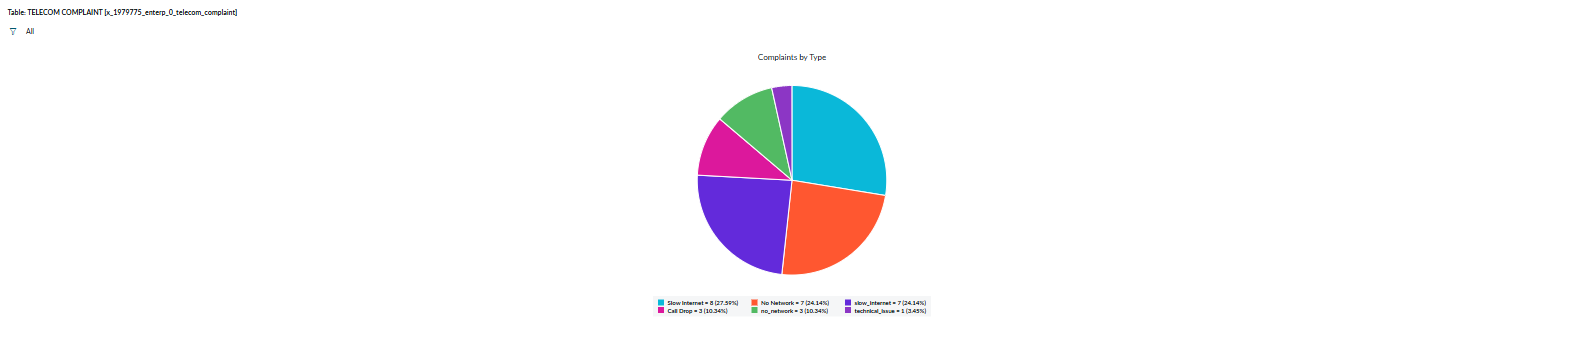 Table: TELECOM COMPLAINT [x_1979775_enterp_0_telecom_complaint]
All
Complaints by Type
Slow Internet = 8 (27.59%) No Network = 7 (24.14%) slow_internet = 7 (24.14%)
Call Drop = 3 (10.34%) no_network = 3 (10.34%) technical_issue = 1 (3.45%)